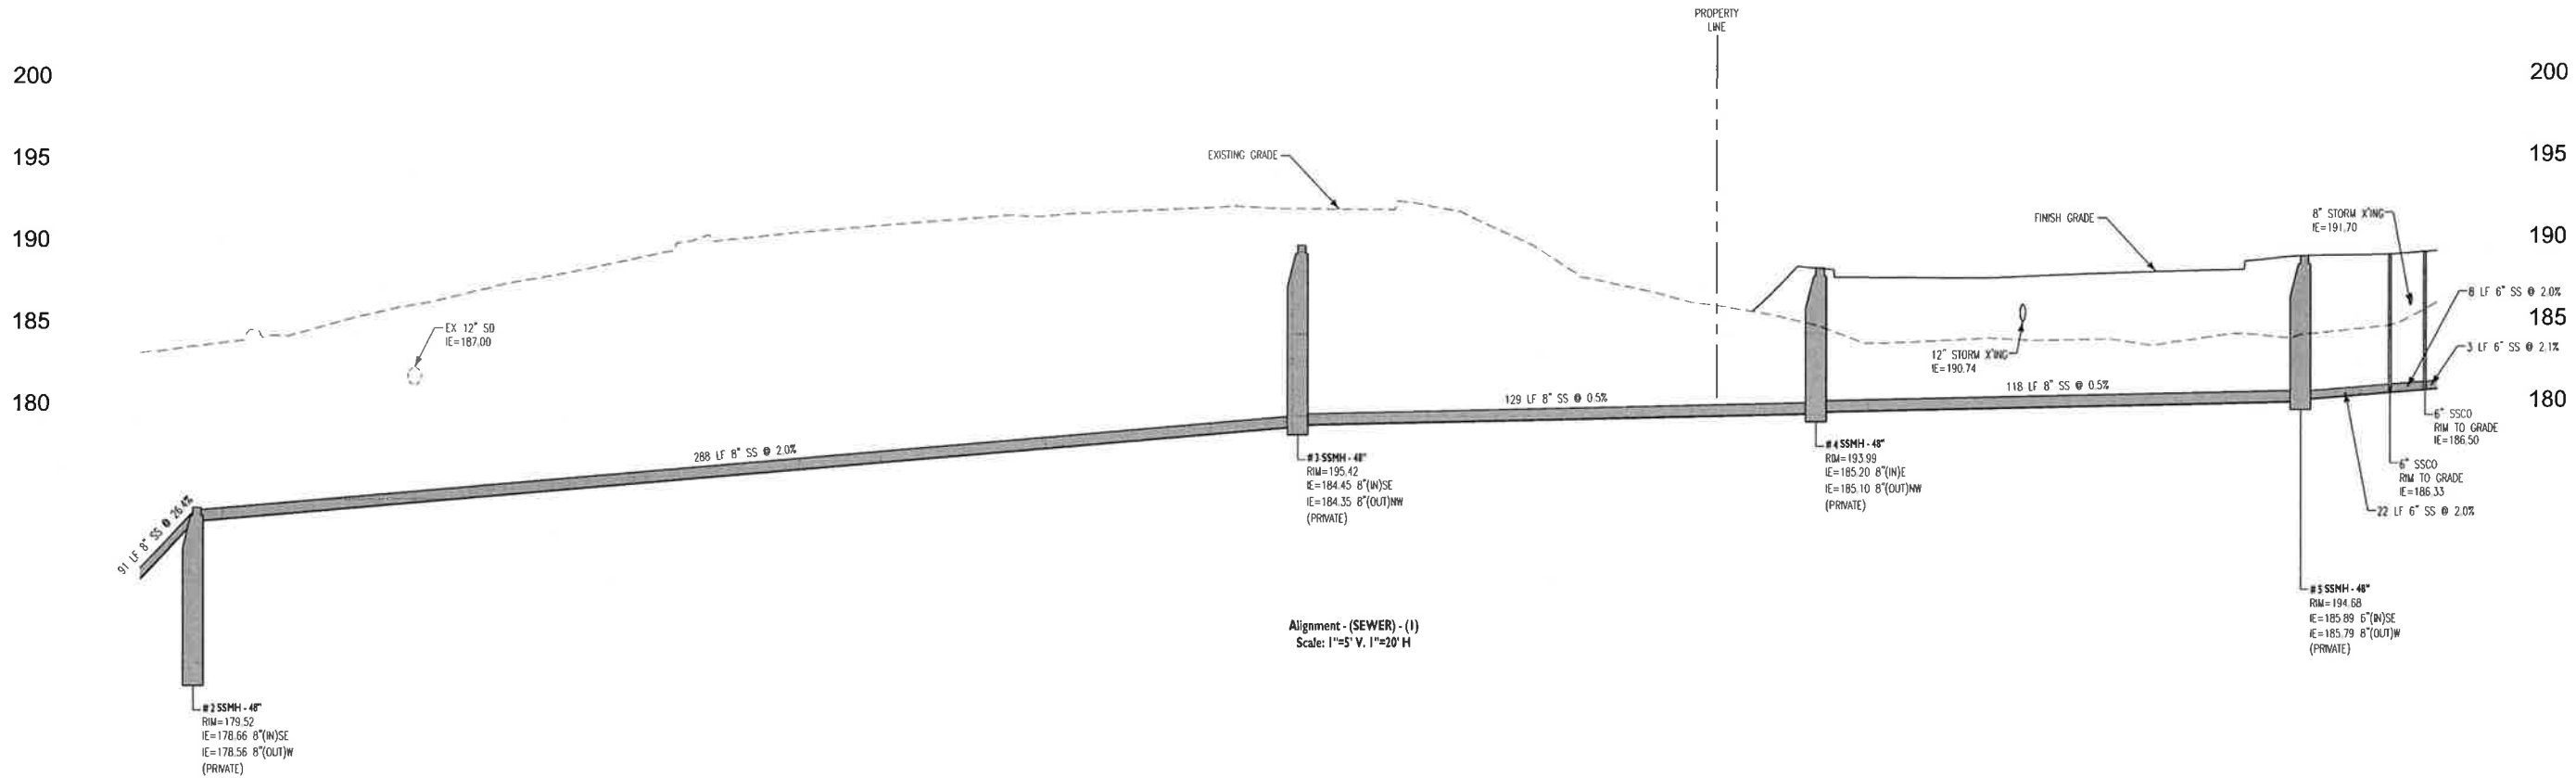 PROPERTY
LINE
200
200
195
195
EXISTING GRADE
190
190
FINISH GRADE
8" STORM X'ING
IE=191.70
185
185
EX 12" SD
IE=187.00
8 LF 6" SS @ 2.0%
12" STORM X'ING
IE=190.74
3 LF 6" SS @ 2.1%
180
180
129 LF 8" SS @ 0.5%
118 LF 8" SS @ 0.5%
6" SSCO
RIM TO GRADE
IE=186.50
288 LF 8" SS @ 2.0%
#3 SSMH - 48"
RIM=195.42
IE=184.45 8"(IN)SE
IE=184.35 8"(OUT)NW
(PRIVATE)
#4 SSMH - 48"
RIM=193.99
IE=185.20 8"(IN)E
IE=185.10 8"(OUT)NW
(PRIVATE)
6" SSCO
RIM TO GRADE
IE=186.33
22 LF 6" SS @ 2.0%
91 LF 8" SS @ 26.4%
#5 SSMH - 48"
RIM=194.68
IE=185.89 6"(IN)SE
IE=185.79 8"(OUT)W
(PRIVATE)
Alignment - (SEWER) - (1)
Scale: 1"=5' V. 1"=20' H
#2 SSMH - 48"
RIM=179.52
IE=178.66 8"(IN)SE
IE=178.56 8"(OUT)W
(PRIVATE)